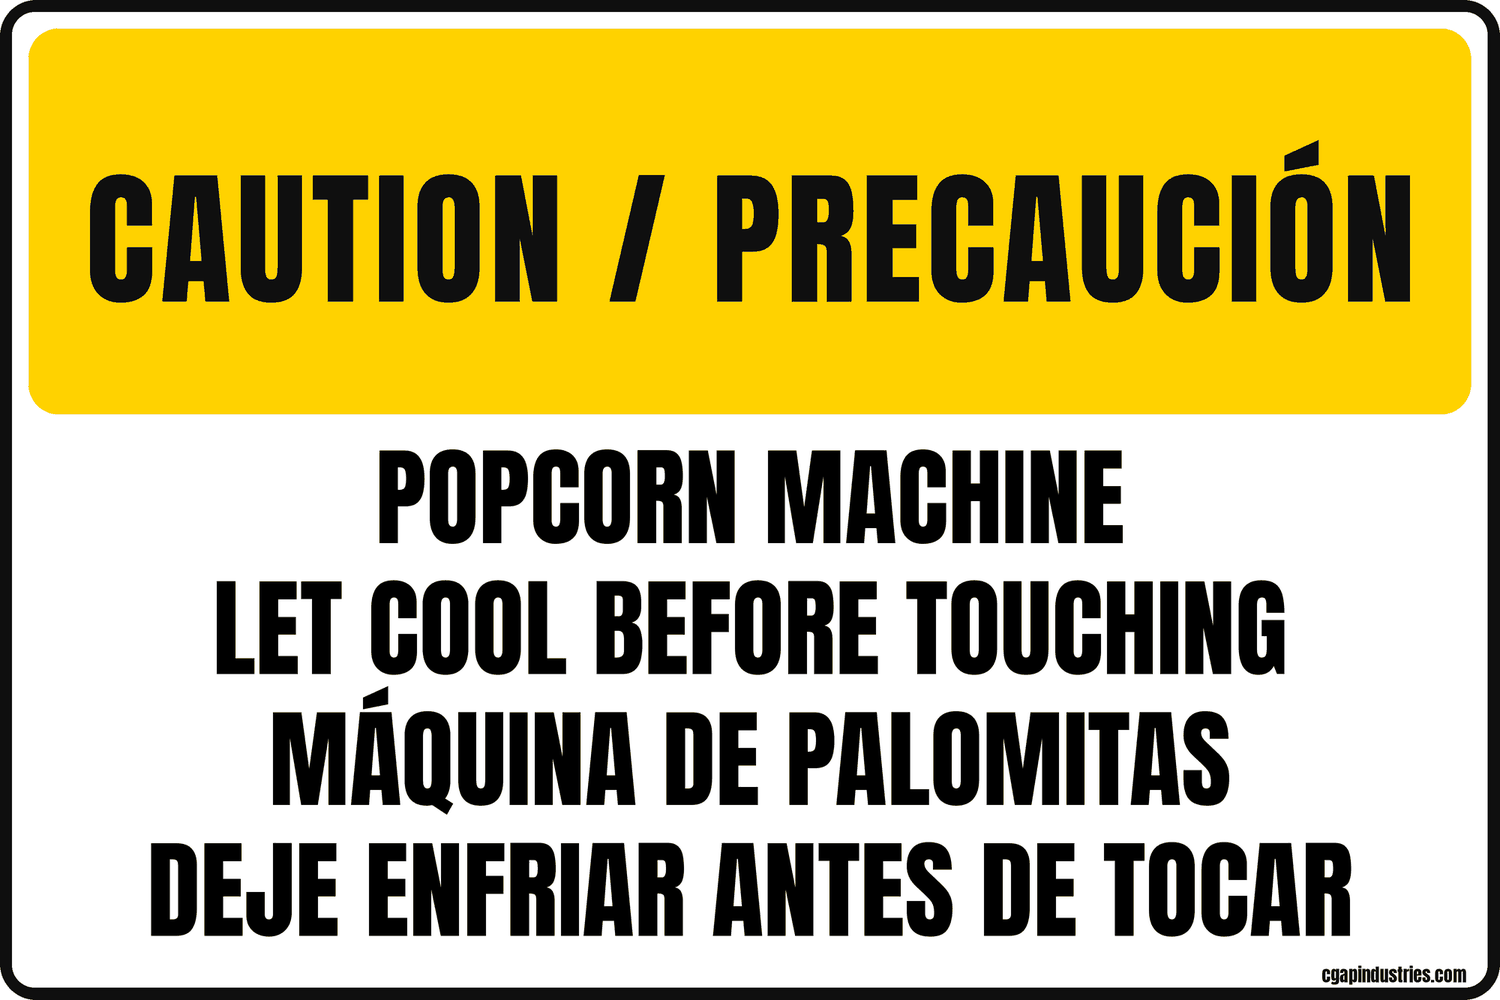 CAUTION / PRECAUCIÓN
POPCORN MACHINE
LET COOL BEFORE TOUCHING
MÁQUINA DE PALOMITAS
DEJE ENFRIAR ANTES DE TOCAR
cgapindustries.com